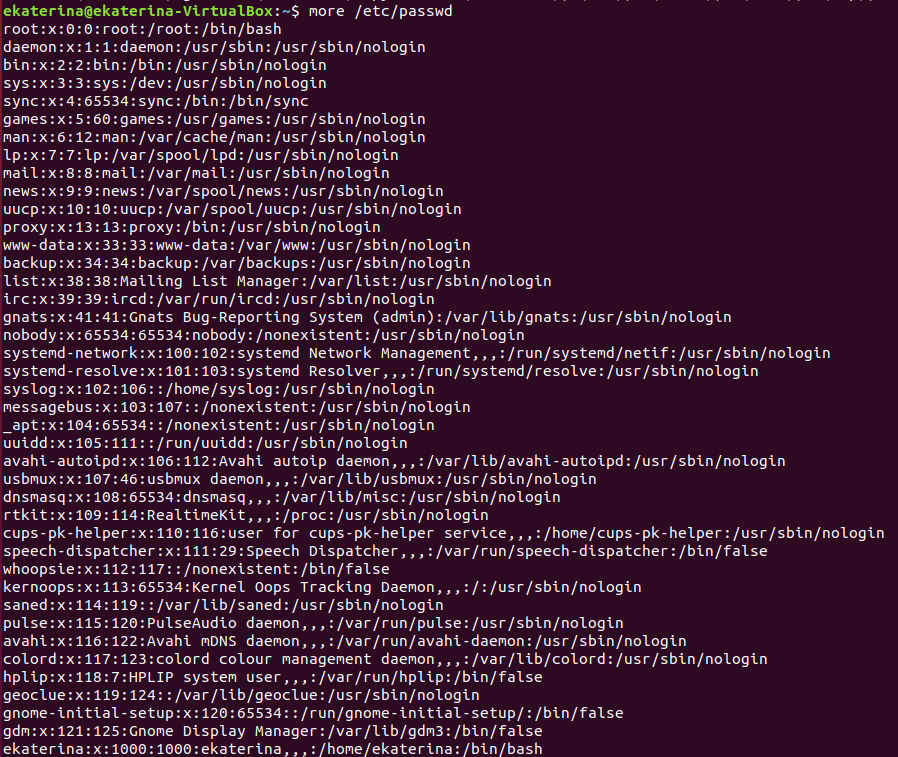 ekaterina@ekaterina-VirtualBox:~$ more /etc/passwd
root:x:0:0:root:/root:/bin/bash
daemon:x:1:1:daemon:/usr/sbin:/usr/sbin/nologin
bin:x:2:2:bin:/bin:/usr/sbin/nologin
sys:x:3:3:sys:/dev:/usr/sbin/nologin
sync:x:4:65534:sync:/bin:/bin/sync
games:x:5:60:games:/usr/games:/usr/sbin/nologin
man:x:6:12:man:/var/cache/man:/usr/sbin/nologin
lp:x:7:7:lp:/var/spool/lpd:/usr/sbin/nologin
mail:x:8:8:mail:/var/mail:/usr/sbin/nologin
news:x:9:9:news:/var/spool/news:/usr/sbin/nologin
uucp:x:10:10:uucp:/var/spool/uucp:/usr/sbin/nologin
proxy:x:13:13:proxy:/bin:/usr/sbin/nologin
www-data:x:33:33:www-data:/var/www:/usr/sbin/nologin
backup:x:34:34:backup:/var/backups:/usr/sbin/nologin
list:x:38:38:Mailing List Manager:/var/list:/usr/sbin/nologin
irc:x:39:39:ircd:/var/run/ircd:/usr/sbin/nologin
gnats:x:41:41:Gnats Bug-Reporting System (admin):/var/lib/gnats:/usr/sbin/nologin
nobody:x:65534:65534:nobody:/nonexistent:/usr/sbin/nologin
systemd-network:x:100:102:systemd Network Management,,,:/run/systemd/netif:/usr/sbin/nologin
systemd-resolve:x:101:103:systemd Resolver,,,:/run/systemd/resolve:/usr/sbin/nologin
syslog:x:102:106::/home/syslog:/usr/sbin/nologin
messagebus:x:103:107::/nonexistent:/usr/sbin/nologin
_apt:x:104:65534::/nonexistent:/usr/sbin/nologin
uuidd:x:105:111::/run/uuidd:/usr/sbin/nologin
avahi-autoipd:x:106:112:Avahi autoip daemon,,,:/var/lib/avahi-autoipd:/usr/sbin/nologin
usbmux:x:107:46:usbmux daemon,,,:/var/lib/usbmux:/usr/sbin/nologin
dnsmasq:x:108:65534:dnsmasq,,,:/var/lib/misc:/usr/sbin/nologin
rtkit:x:109:114:RealtimeKit,,,:/proc:/usr/sbin/nologin
cups-pk-helper:x:110:116:user for cups-pk-helper service,,,:/home/cups-pk-helper:/usr/sbin/nologin
speech-dispatcher:x:111:29:Speech Dispatcher,,,:/var/run/speech-dispatcher:/bin/false
whoopsie:x:112:117::/nonexistent:/bin/false
kernoops:x:113:65534:Kernel Oops Tracking Daemon,,,:/:/usr/sbin/nologin
saned:x:114:119::/var/lib/saned:/usr/sbin/nologin
pulse:x:115:120:PulseAudio daemon,,,:/var/run/pulse:/usr/sbin/nologin
avahi:x:116:122:Avahi mDNS daemon,,,:/var/run/avahi-daemon:/usr/sbin/nologin
colord:x:117:123:colord colour management daemon,,,:/var/lib/colord:/usr/sbin/nologin
hplip:x:118:7:HPLIP system user,,,:/var/run/hplip:/bin/false
geoclue:x:119:124::/var/lib/geoclue:/usr/sbin/nologin
gnome-initial-setup:x:120:65534::/run/gnome-initial-setup/:/bin/false
gdm:x:121:125:Gnome Display Manager:/var/lib/gdm3:/bin/false
ekaterina:x:1000:1000:ekaterina,,,:/home/ekaterina:/bin/bash